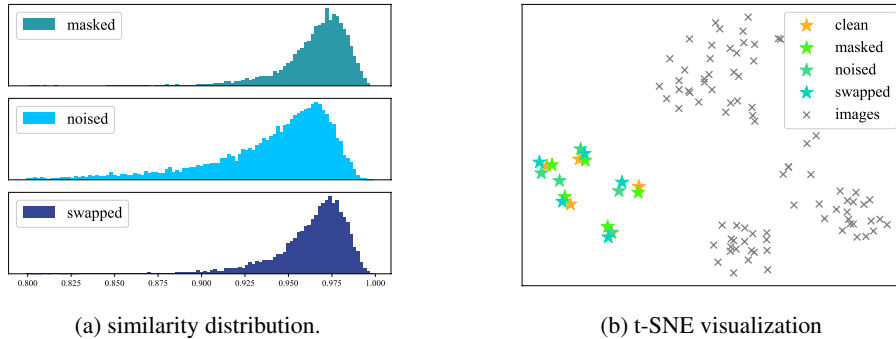 masked
noised
swapped
0.800 0.825 0.850 0.875 0.900 0.925 0.950 0.975 1.000
(a) similarity distribution.
clean
masked
noised
swapped
images
(b) t-SNE visualization